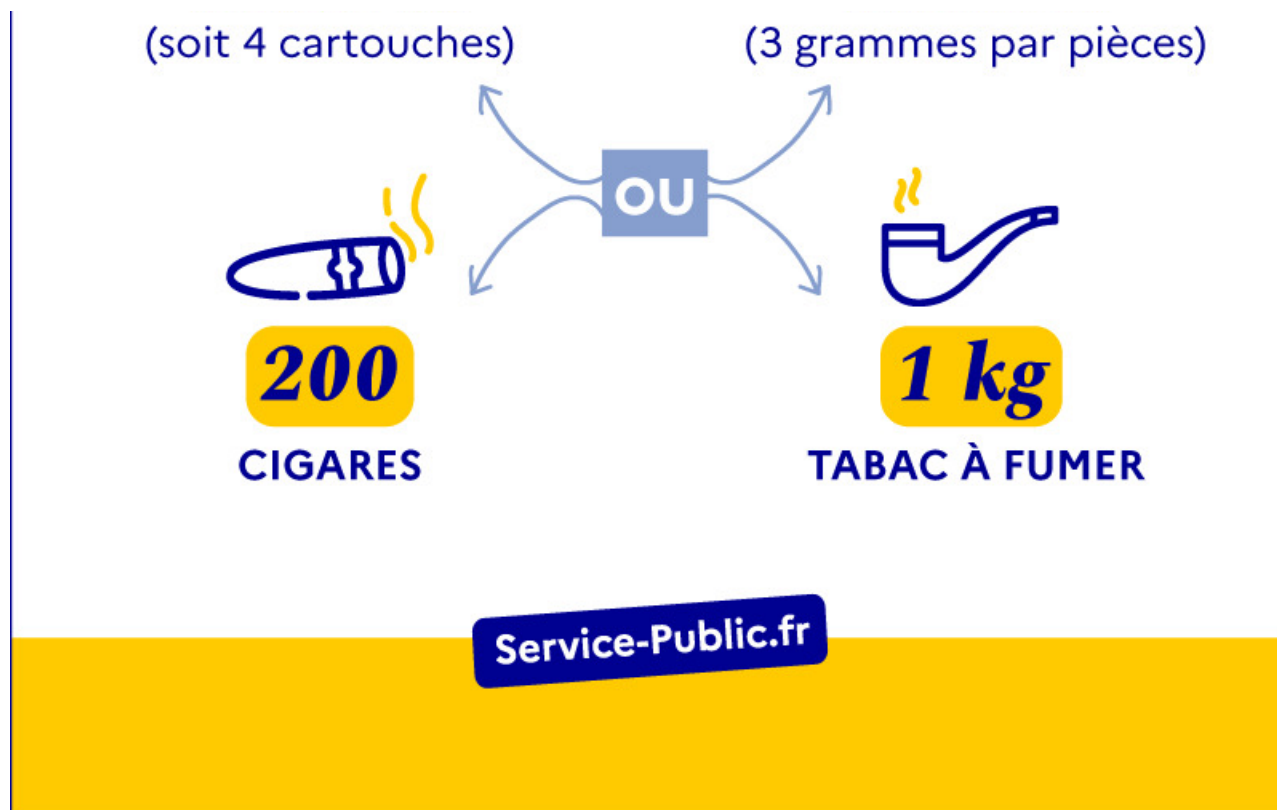 (soit 4 cartouches)
(3 grammes par pièces)
OU
200
CIGARES
1 kg
TABAC À FUMER
Service-Public.fr